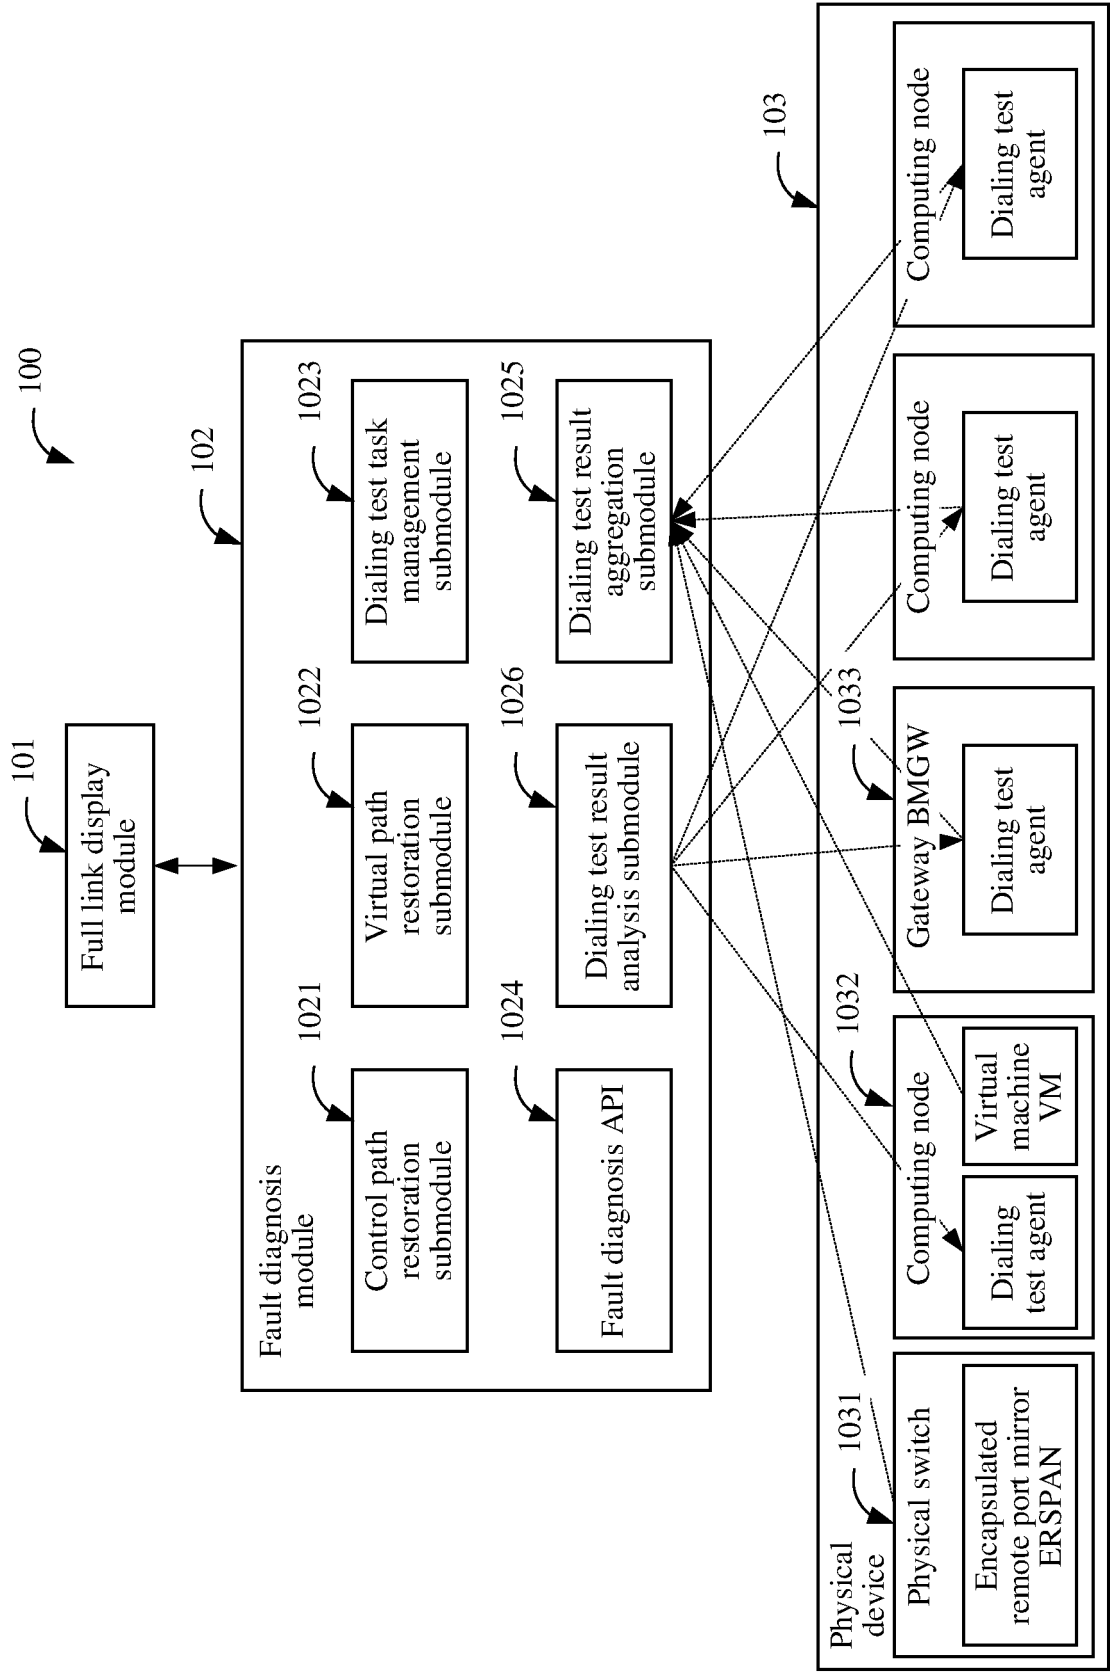 100
101
Full link display
module
102
Fault diagnosis
module
1021
Control path
restoration
submodule
1022
Virtual path
restoration
submodule
1023
Dialing test task
management
submodule
1024
Fault diagnosis API
1026
Dialing test result
analysis submodule
1025
Dialing test result
aggregation
submodule
103
Physical
device
1031
Physical switch
Encapsulated
remote port mirror
ERSPAN
1032
Computing node
Dialing
test agent
Virtual
machine
VM
1033
Gateway BMGW
Dialing test
agent
Computing node
Dialing test
agent
Computing node
Dialing test
agent